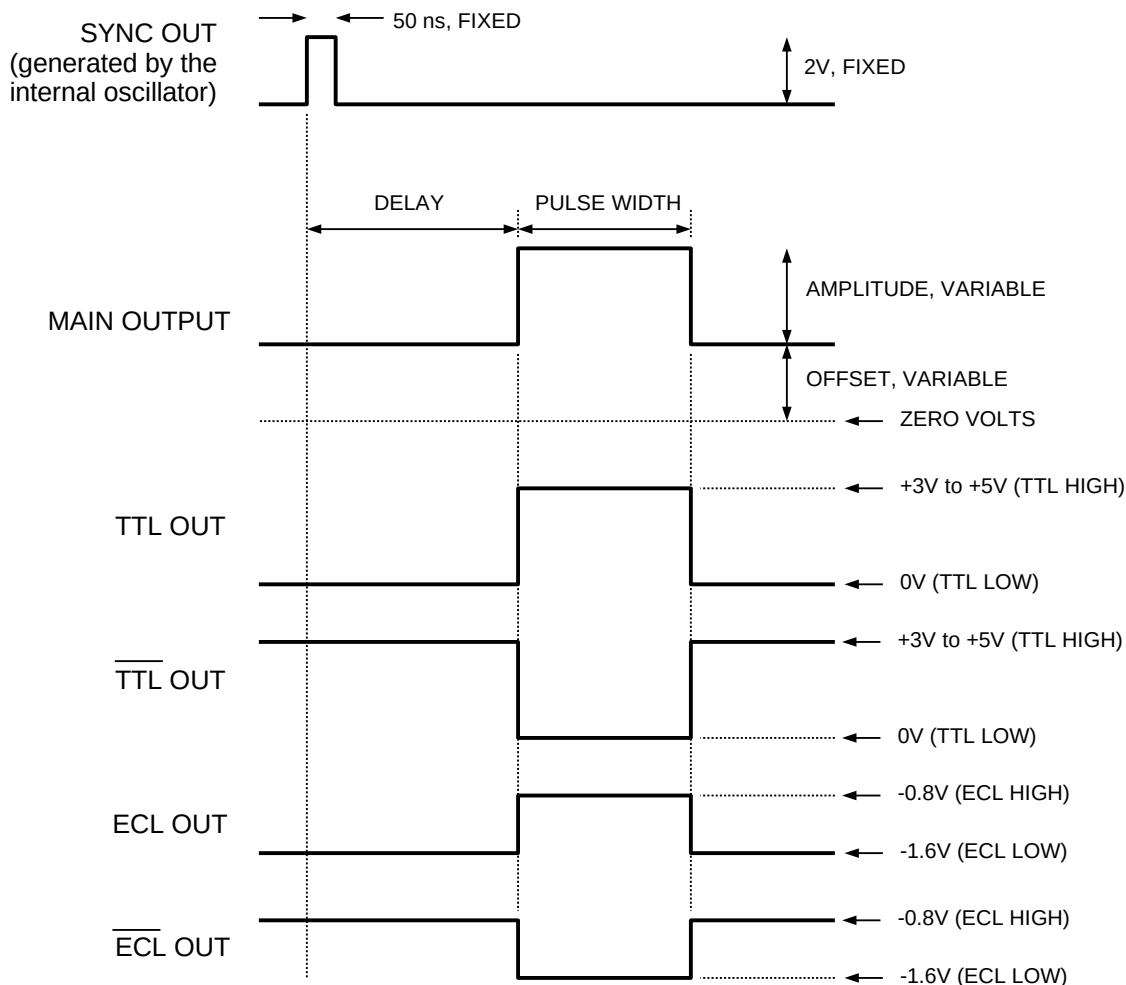 50 ns, FIXED
SYNC OUT
(generated by the
internal oscillator)
2V, FIXED
DELAY
PULSE WIDTH
AMPLITUDE, VARIABLE
MAIN OUTPUT
OFFSET, VARIABLE
ZERO VOLTS
+3V to +5V (TTL HIGH)
TTL OUT
0V (TTL LOW)
+3V to +5V (TTL HIGH)
TTL OUT
0V (TTL LOW)
-0.8V (ECL HIGH)
ECL OUT
-1.6V (ECL LOW)
-0.8V (ECL HIGH)
ECL OUT
-1.6V (ECL LOW)